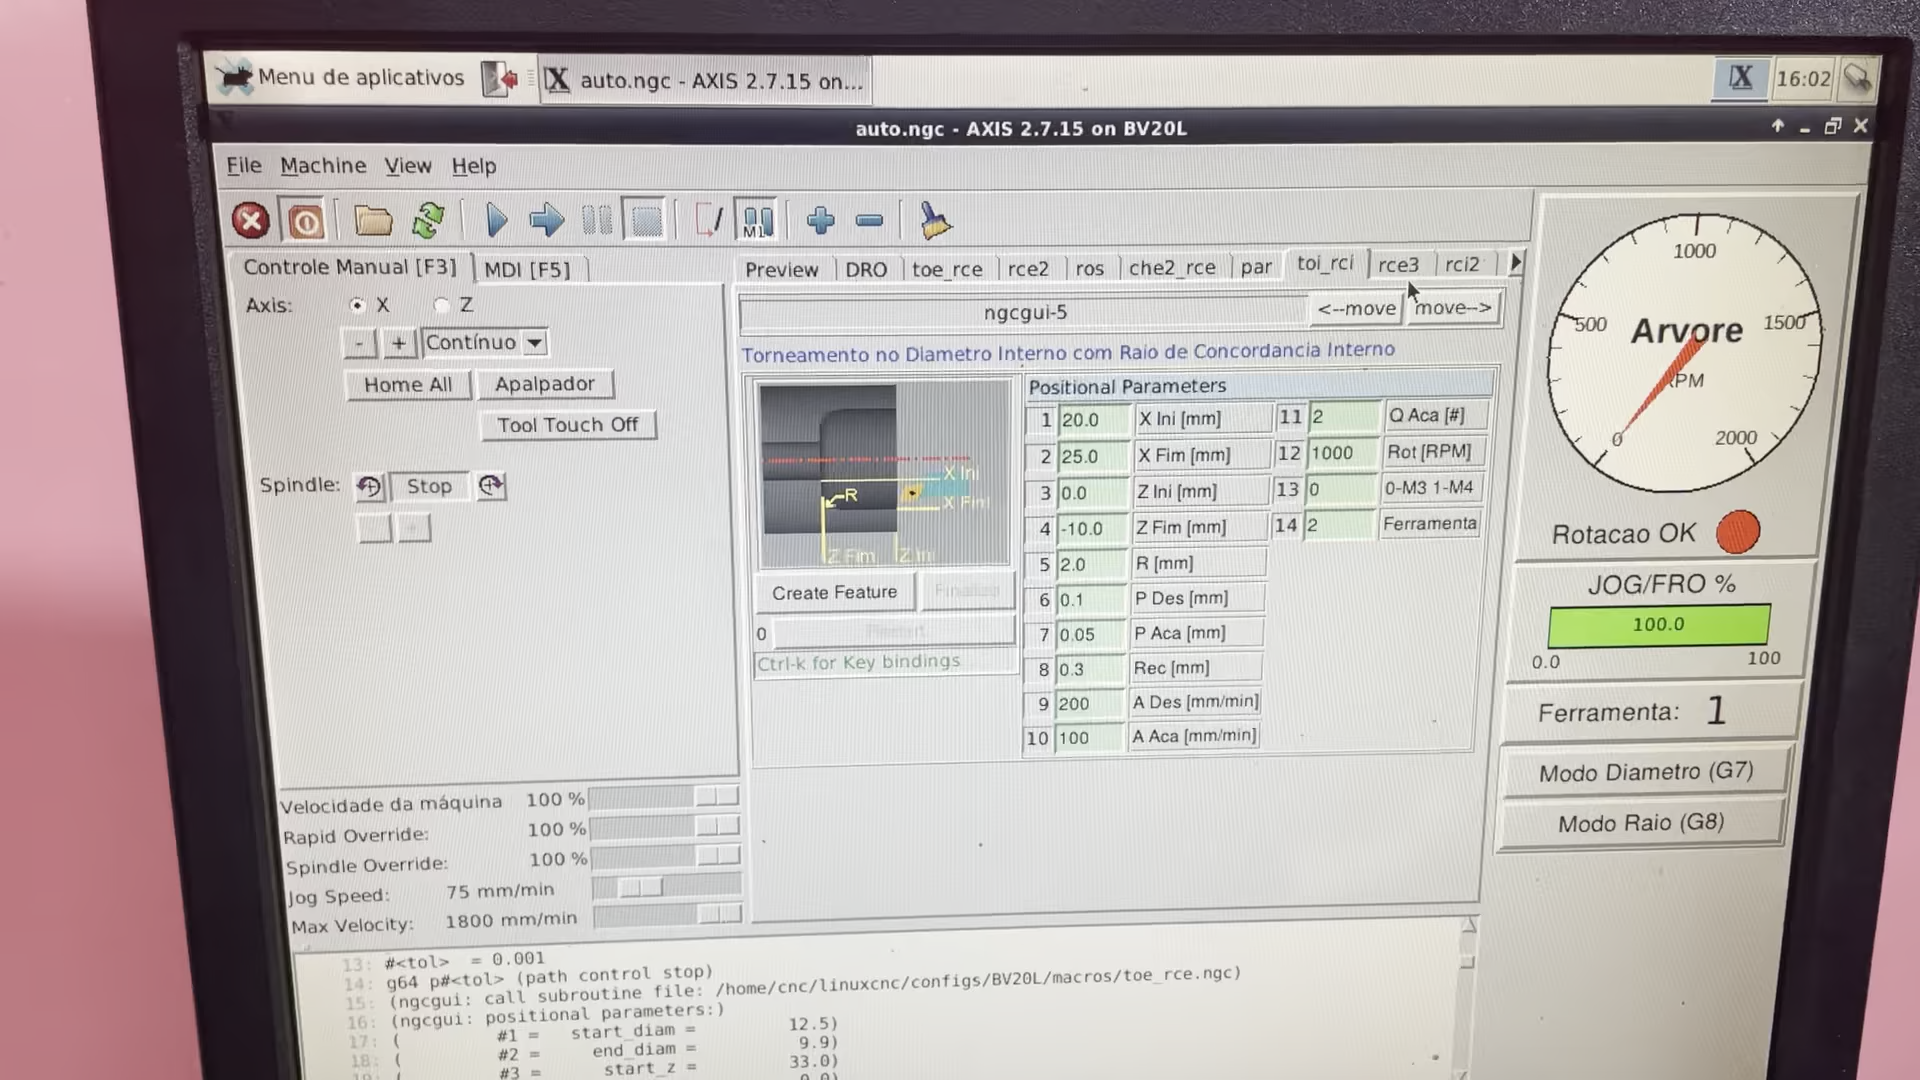 Menu de aplicativos
auto.ngc - AXIS 2.7.15 on...
16:02
auto.ngc - AXIS 2.7.15 on BV20L
File Machine View Help
M1
Controle Manual [F3]
MDI [F5]
Axis: X Z
- + Contínuo
Home All Apalpador
Tool Touch Off
Spindle: Stop
Preview DRO toe_rce rce2 ros che2_rce par toi_rci rce3 rci2
ngcgui-5
<--move move-->
Torneamento no Diametro Interno com Raio de Concordancia Interno
X Ini
R
X Fim
Z Fim Z Ini
Create Feature Finalize
0 Restart
Ctrl-k for Key bindings
Positional Parameters
1 20.0 X Ini [mm] 11 2 Q Aca [#]
2 25.0 X Fim [mm] 12 1000 Rot [RPM]
3 0.0 Z Ini [mm] 13 0 0-M3 1-M4
4 -10.0 Z Fim [mm] 14 2 Ferramenta
5 2.0 R [mm]
6 0.1 P Des [mm]
7 0.05 P Aca [mm]
8 0.3 Rec [mm]
9 200 A Des [mm/min]
10 100 A Aca [mm/min]
1000
500 1500
Arvore
RPM
0 2000
Rotacao OK
JOG/FRO %
100.0
0.0 100
Ferramenta: 1
Modo Diametro (G7)
Modo Raio (G8)
Velocidade da máquina 100 %
Rapid Override: 100 %
Spindle Override: 100 %
Jog Speed: 75 mm/min
Max Velocity: 1800 mm/min
13: #<tol> = 0.001
14: g64 p#<tol> (path control stop)
15: (ngcgui: call subroutine file: /home/cnc/linuxcnc/configs/BV20L/macros/toe_rce.ngc)
16: (ngcgui: positional parameters:)
17: ( #1 = start_diam = 12.5)
18: ( #2 = end_diam = 9.9)
19: ( #3 = start_z = 33.0)
0.0)